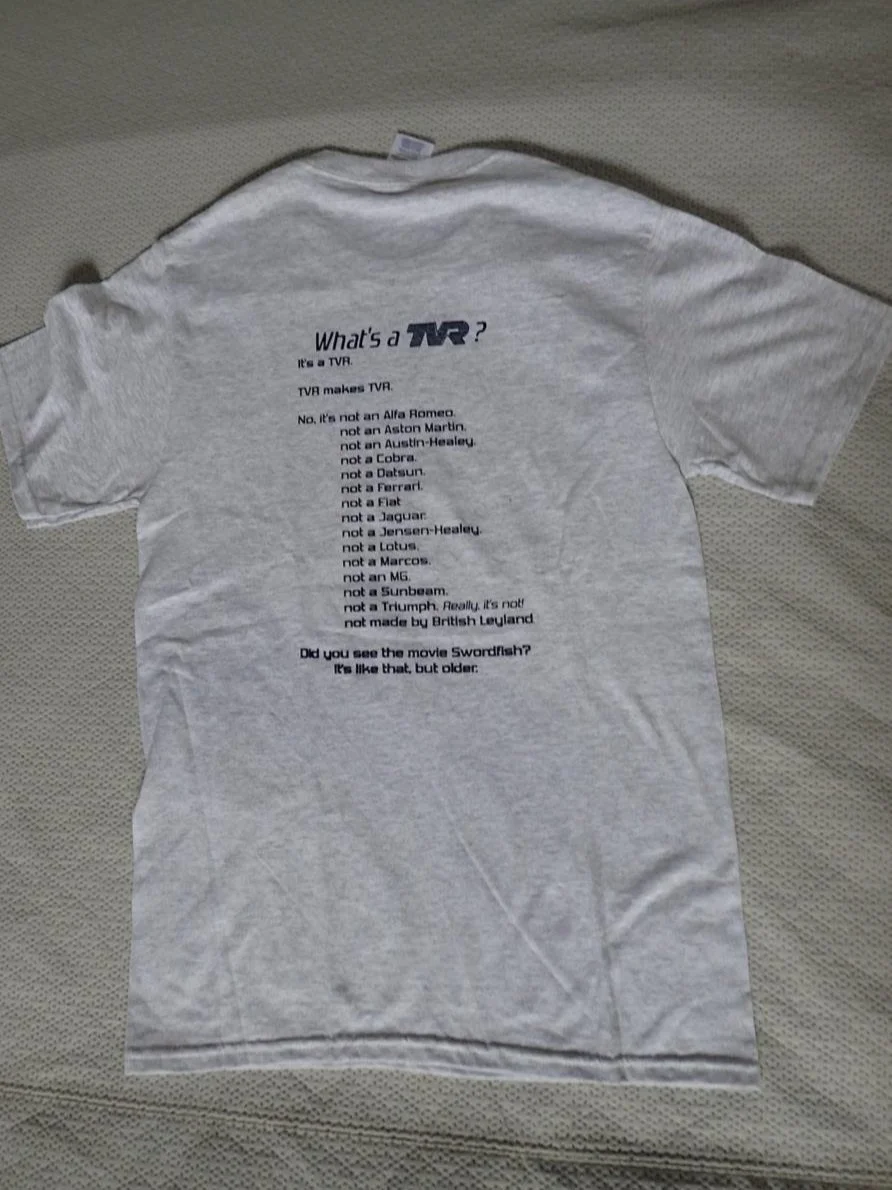 What's a TVR ?
It's a TVR.
TVR makes TVR.
No, it's not an Alfa Romeo.
not an Aston Martin.
not an Austin-Healey.
not a Cobra.
not a Datsun.
not a Ferrari.
not a Fiat
not a Jaguar.
not a Jensen-Healey.
not a Lotus.
not a Marcos.
not an MG.
not a Sunbeam.
not a Triumph. Really, it's not!
not made by British Leyland
Did you see the movie Swordfish?
It's like that, but older.